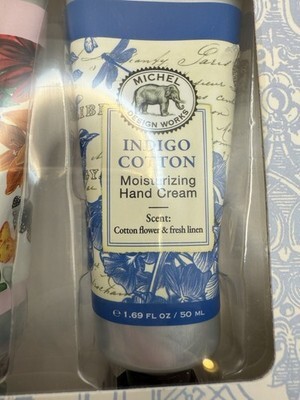 MICHEL
DESIGN WORKS
INDIGO
COTTON
Moisturizing
Hand Cream
Scent:
Cotton flower & fresh linen
℮ 1.69 FL OZ / 50 ML